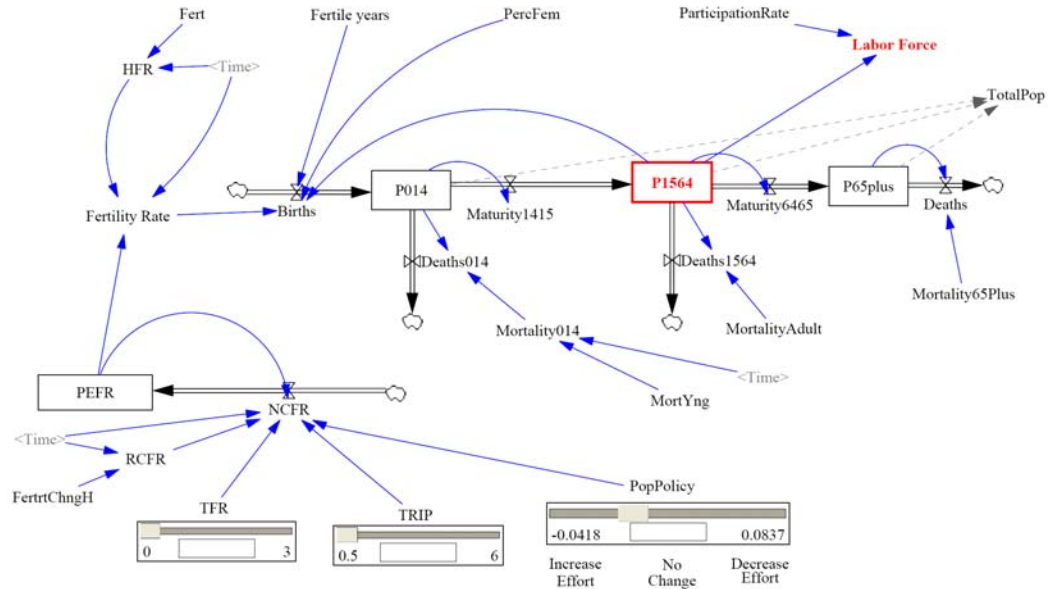 Fert
Fertile years
PercFem
ParticipationRate
Labor Force
HFR
<Time>
TotalPop
P014
P1564
P65plus
Fertility Rate
Births
Maturity1415
Maturity6465
Deaths
Deaths014
Deaths1564
Mortality65Plus
Mortality014
MortalityAdult
<Time>
MortYng
PEFR
NCFR
<Time>
RCFR
FertrtChngH
TFR
TRIP
PopPolicy
0
3
0.5
6
-0.0418
0.0837
Increase
Effort
No
Change
Decrease
Effort